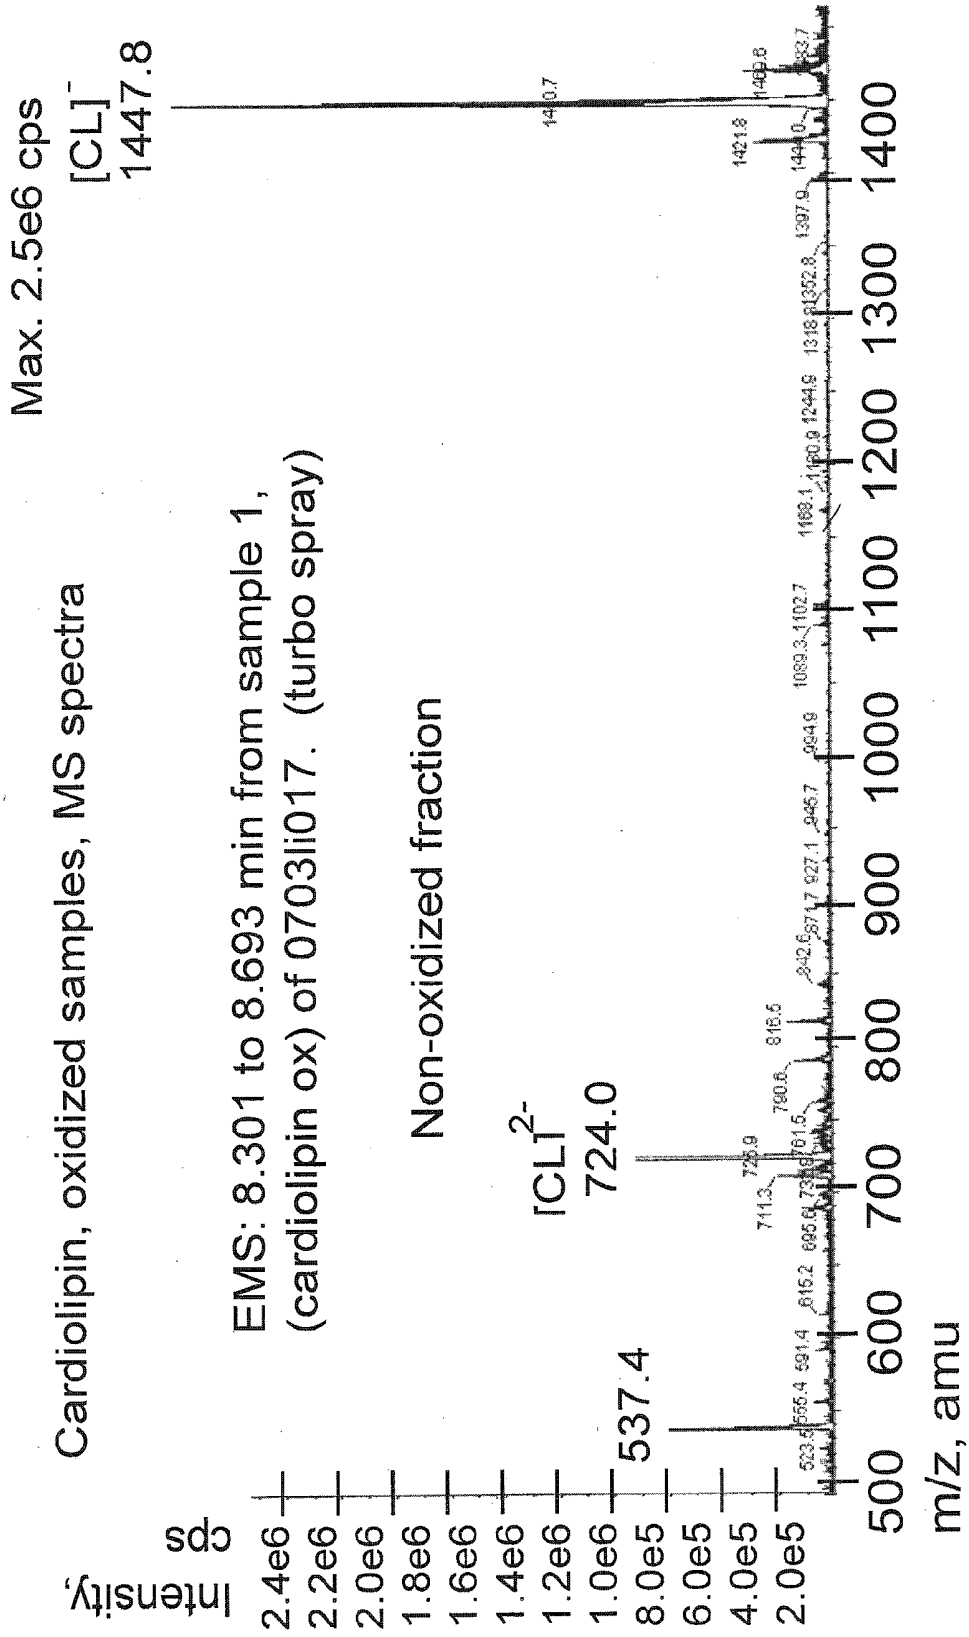 Cardiolipin, oxidized samples, MS spectra
Max. 2.5e6 cps
[CL]-
1447.8
EMS: 8.301 to 8.693 min from sample 1,
(cardiolipin ox) of 0703li017. (turbo spray)
Non-oxidized fraction
[CL]2-
724.0
537.4
Intensity,
cps
2.4e6
2.2e6
2.0e6
1.8e6
1.6e6
1.4e6
1.2e6
1.0e6
8.0e5
6.0e5
4.0e5
2.0e5
523.5
555.4
591.4
615.2
695.6
711.3
725.9
761.5
790.6
816.5
842.6
871.7
927.1
945.7
994.9
1089.3
1102.7
1168.1
1180.9
1244.9
1352.8
1397.9
1421.8
1469.6
500
600
700
800
900
1000
1100
1200
1300
1400
m/z, amu